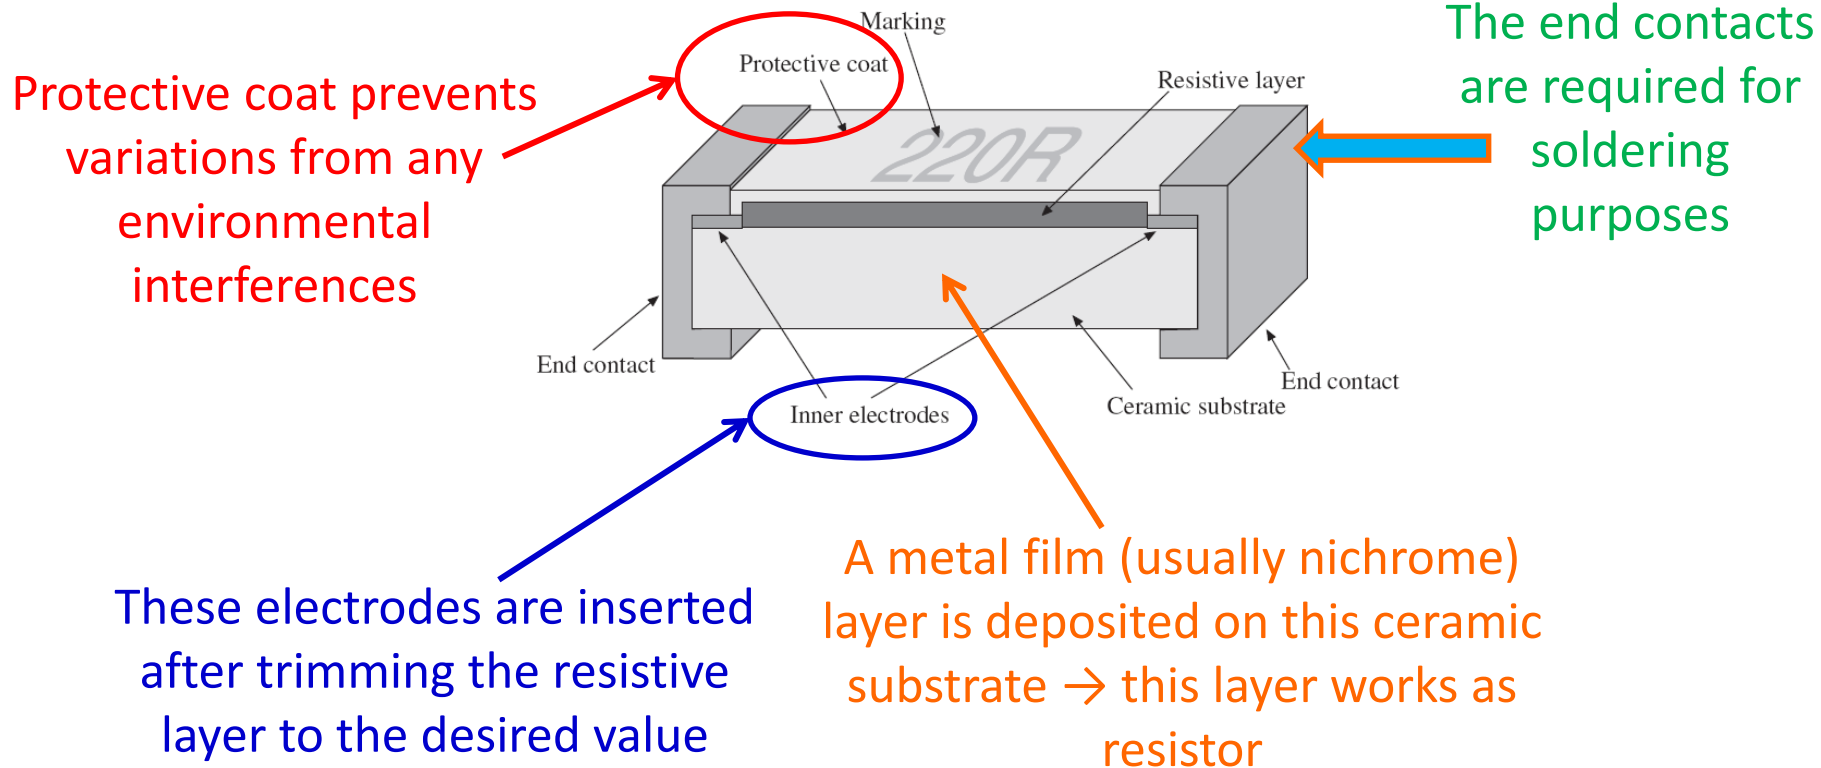 The end contacts
are required for
soldering
purposes
Protective coat prevents
variations from any
environmental
interferences
Marking
Protective coat
Resistive layer
220R
End contact
End contact
Inner electrodes
Ceramic substrate
These electrodes are inserted
after trimming the resistive
layer to the desired value
A metal film (usually nichrome)
layer is deposited on this ceramic
substrate → this layer works as
resistor